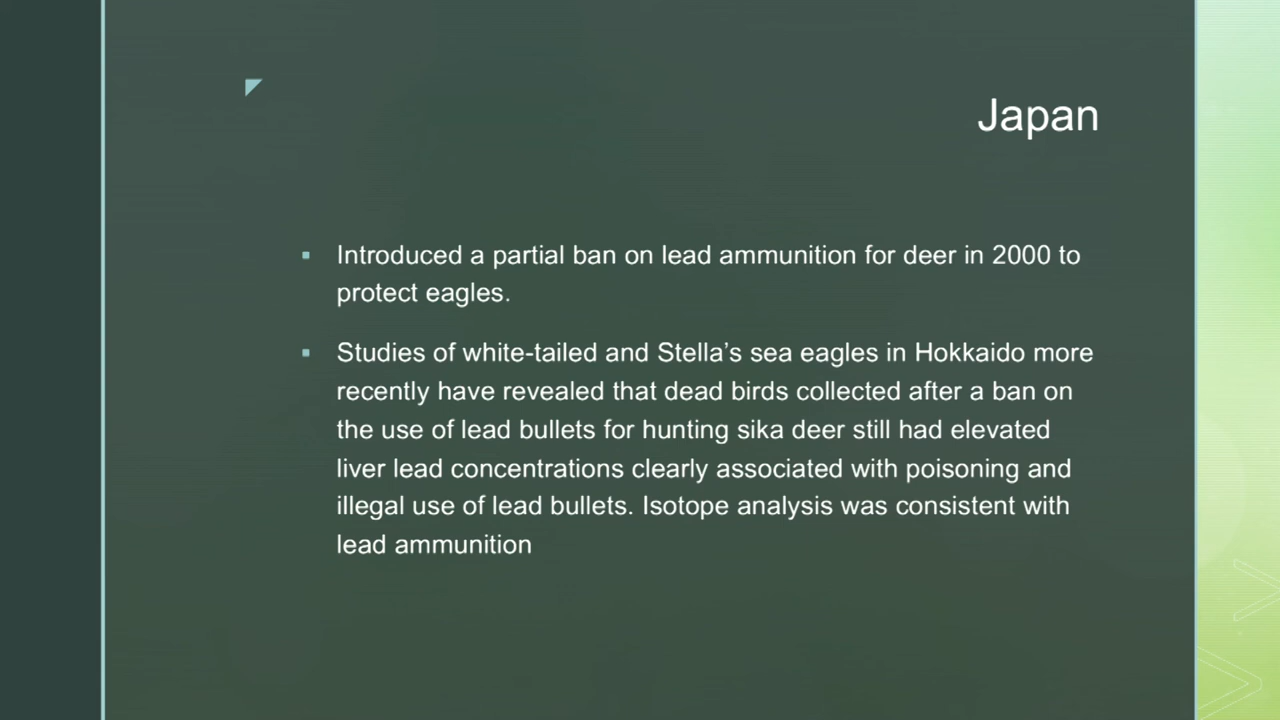 Japan
Introduced a partial ban on lead ammunition for deer in 2000 to
protect eagles.
Studies of white-tailed and Stella’s sea eagles in Hokkaido more
recently have revealed that dead birds collected after a ban on
the use of lead bullets for hunting sika deer still had elevated
liver lead concentrations clearly associated with poisoning and
illegal use of lead bullets. Isotope analysis was consistent with
lead ammunition